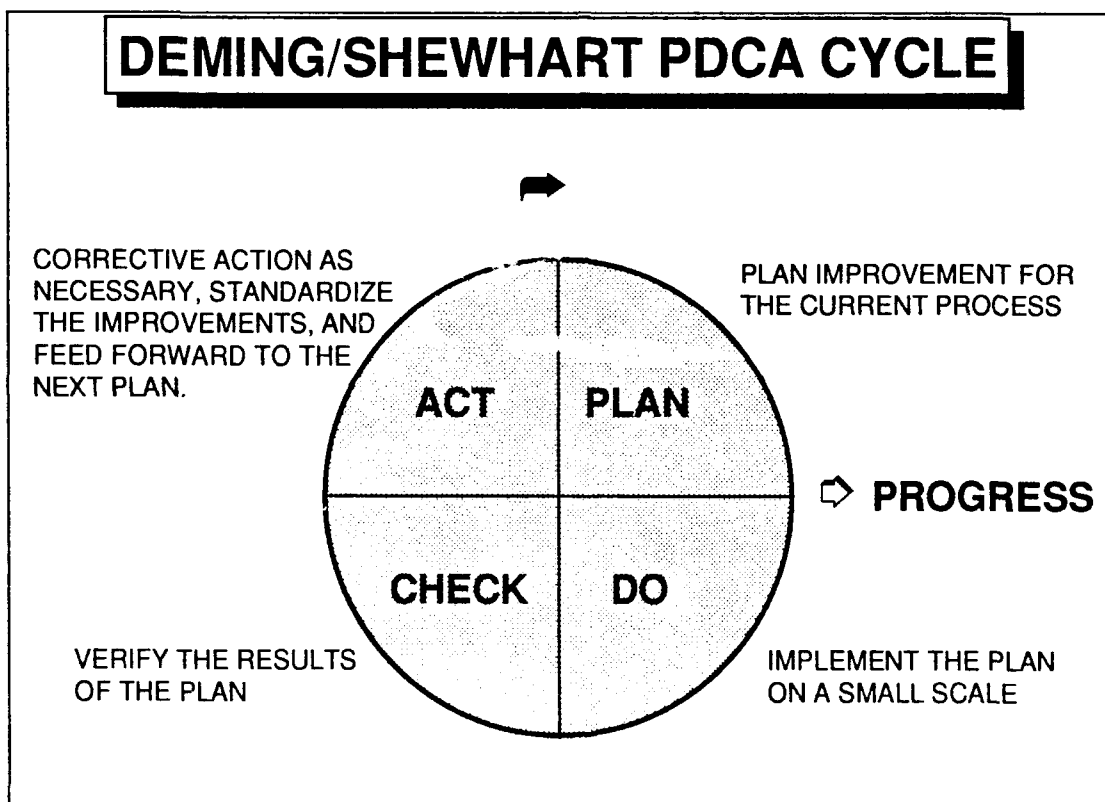 DEMING/SHEWHART PDCA CYCLE
CORRECTIVE ACTION AS
NECESSARY, STANDARDIZE
THE IMPROVEMENTS, AND
FEED FORWARD TO THE
NEXT PLAN.
PLAN IMPROVEMENT FOR
THE CURRENT PROCESS
ACT
PLAN
PROGRESS
CHECK
DO
VERIFY THE RESULTS
OF THE PLAN
IMPLEMENT THE PLAN
ON A SMALL SCALE